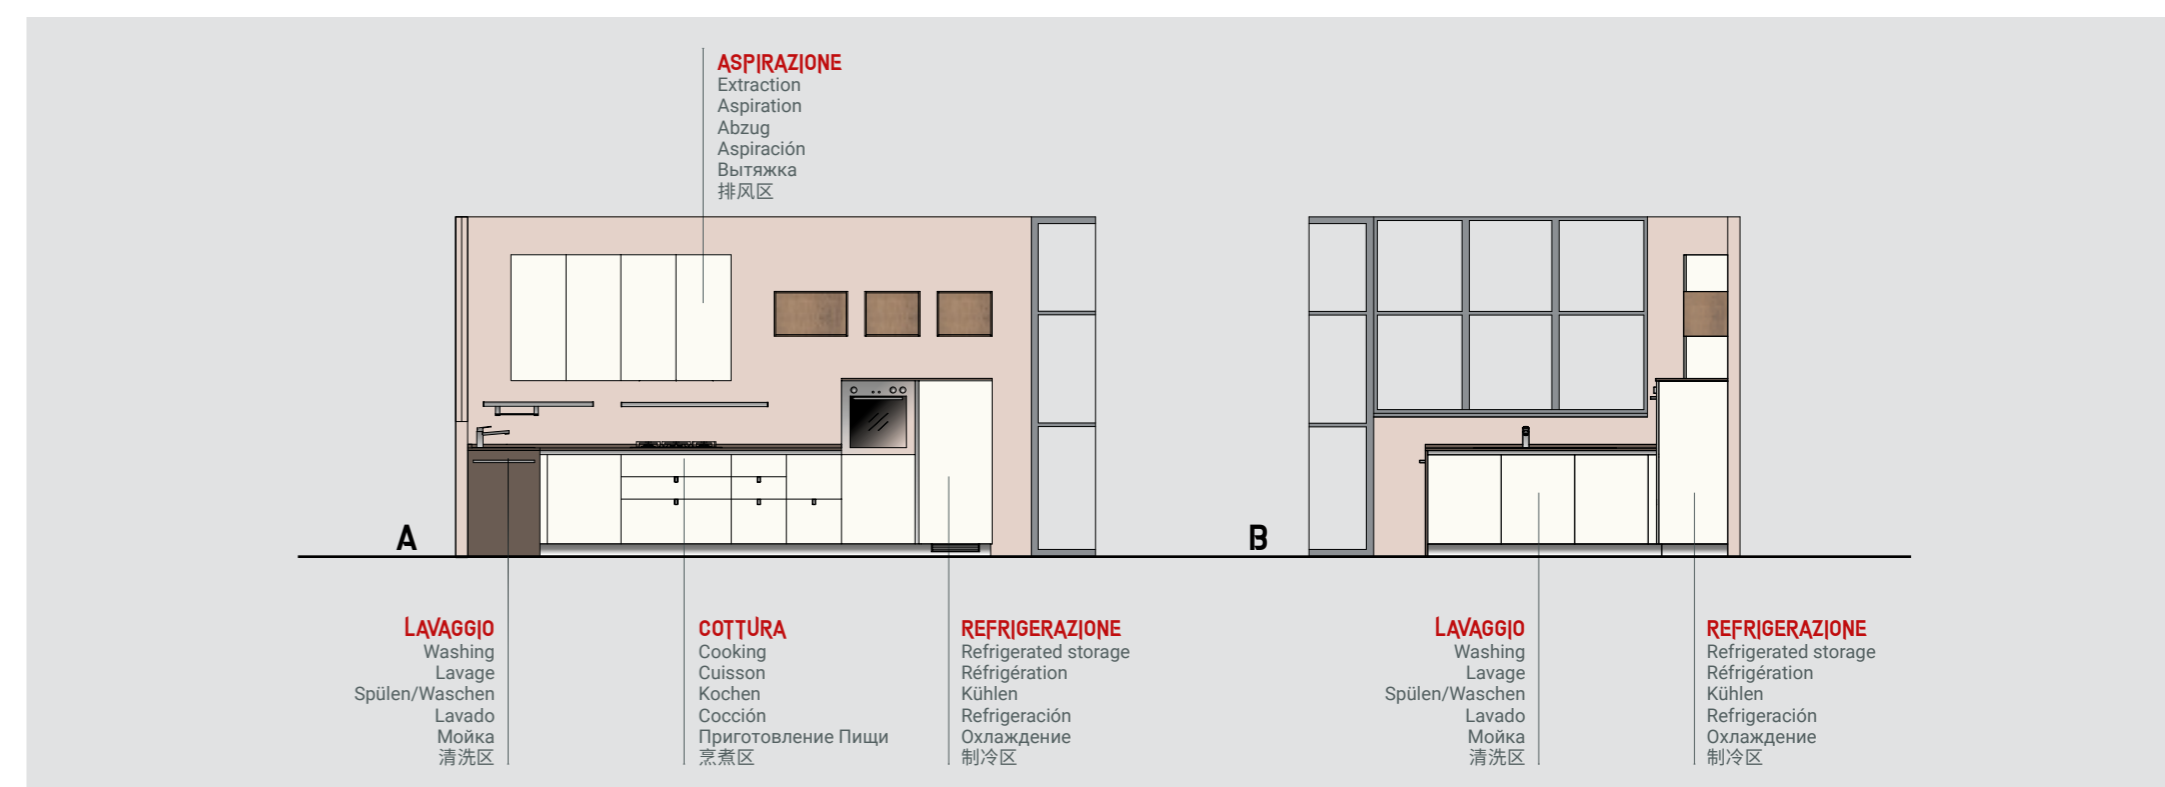 ASPIRAZIONE
Extraction
Aspiration
Abzug
Aspiración
Вытяжка
排风区
A
B
LAVAGGIO
Washing
Lavage
Spülen/Waschen
Lavado
Мойка
清洗区
COTTURA
Cooking
Cuisson
Kochen
Cocción
Приготовление Пищи
烹煮区
REFRIGERAZIONE
Refrigerated storage
Réfrigération
Kühlen
Refrigeración
Охлаждение
制冷区
LAVAGGIO
Washing
Lavage
Spülen/Waschen
Lavado
Мойка
清洗区
REFRIGERAZIONE
Refrigerated storage
Réfrigération
Kühlen
Refrigeración
Охлаждение
制冷区